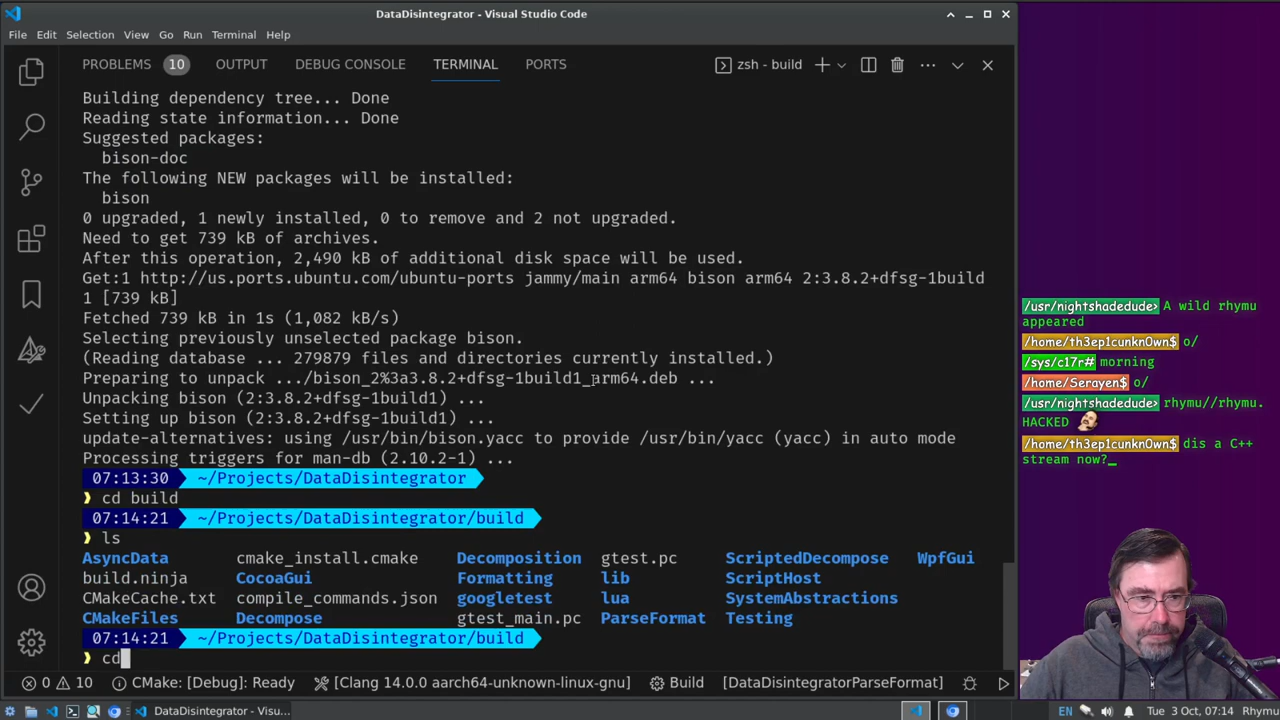 DataDisintegrator - Visual Studio Code
File Edit Selection View Go Run Terminal Help
PROBLEMS 10 OUTPUT DEBUG CONSOLE TERMINAL PORTS zsh - build
Building dependency tree... Done
Reading state information... Done
Suggested packages:
bison-doc
The following NEW packages will be installed:
bison
0 upgraded, 1 newly installed, 0 to remove and 2 not upgraded.
Need to get 739 kB of archives.
After this operation, 2,490 kB of additional disk space will be used.
Get:1 http://us.ports.ubuntu.com/ubuntu-ports jammy/main arm64 bison arm64 2:3.8.2+dfsg-1build
1 [739 kB]
Fetched 739 kB in 1s (1,082 kB/s)
Selecting previously unselected package bison.
(Reading database ... 279879 files and directories currently installed.)
Preparing to unpack .../bison_2%3a3.8.2+dfsg-1build1_arm64.deb ...
Unpacking bison (2:3.8.2+dfsg-1build1) ...
Setting up bison (2:3.8.2+dfsg-1build1) ...
update-alternatives: using /usr/bin/bison.yacc to provide /usr/bin/yacc (yacc) in auto mode
Processing triggers for man-db (2.10.2-1) ...
07:13:30 ~/Projects/DataDisintegrator
❯ cd build
07:14:21 ~/Projects/DataDisintegrator/build
❯ ls
AsyncData cmake_install.cmake Decomposition gtest.pc ScriptedDecompose WpfGui
build.ninja CocoaGui Formatting lib ScriptHost
CMakeCache.txt compile_commands.json googletest lua SystemAbstractions
CMakeFiles Decompose gtest_main.pc ParseFormat Testing
07:14:21 ~/Projects/DataDisintegrator/build
❯ cd
0 10 CMake: [Debug]: Ready [Clang 14.0.0 aarch64-unknown-linux-gnu] Build [DataDisintegratorParseFormat]
DataDisintegrator - Visu... EN Tue 3 Oct, 07:14 Rhymu
/usr/nightshadedude> A wild rhymu
appeared
/home/th3ep1cunkn0wn$ o/
/sys/c17r# morning
/home/Serayen$ o/
/usr/nightshadedude> rhymu//rhymu.
HACKED
/home/th3ep1cunkn0wn$ dis a C++
stream now?_